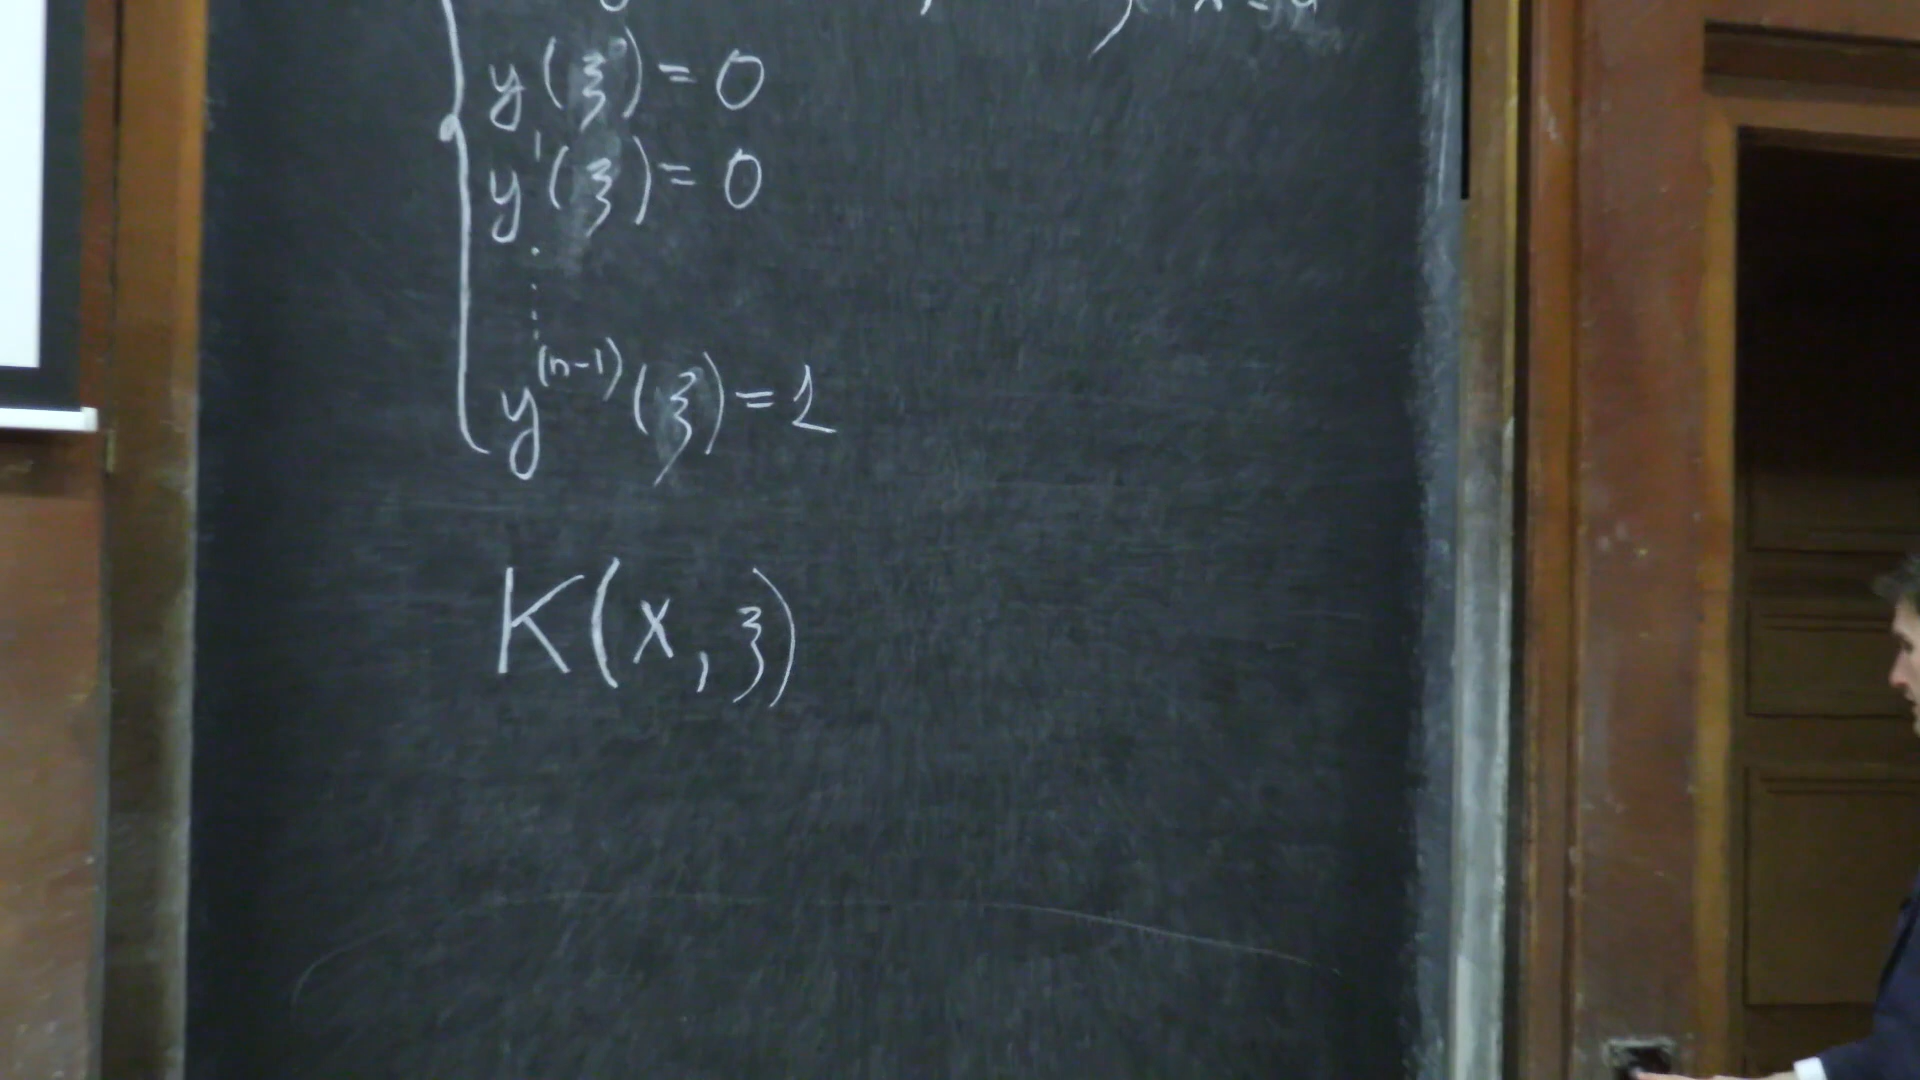 y(ξ) = 0
y'(ξ) = 0
⋮
y^(n-1)(ξ) = 1
K(x, ξ)